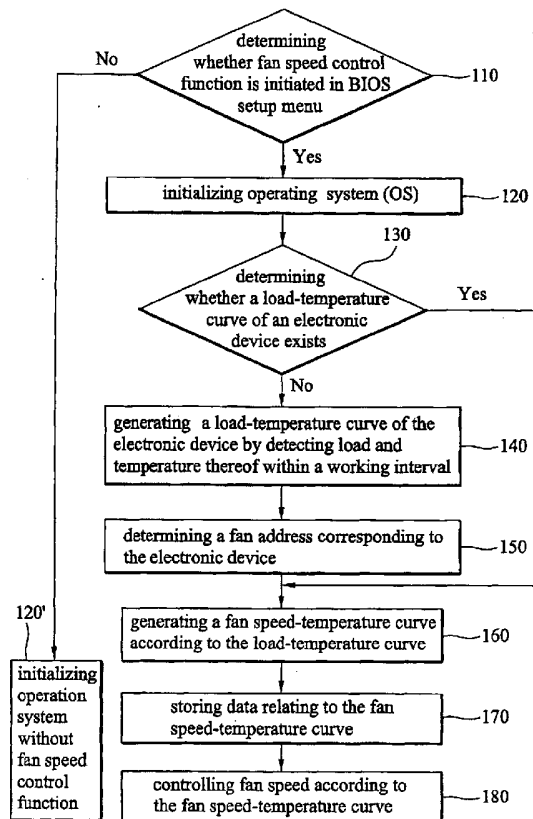 determining
whether fan speed control
function is initiated in BIOS
setup menu
110
No
Yes
initializing operating system (OS)
120
130
determining
whether a load-temperature
curve of an electronic
device exists
Yes
No
generating a load-temperature curve of the
electronic device by detecting load and
temperature thereof within a working interval
140
determining a fan address corresponding to
the electronic device
150
generating a fan speed-temperature curve
according to the load-temperature curve
160
120'
initializing
operation
system
without
fan speed
control
function
storing data relating to the fan
speed-temperature curve
170
controlling fan speed according to
the fan speed-temperature curve
180